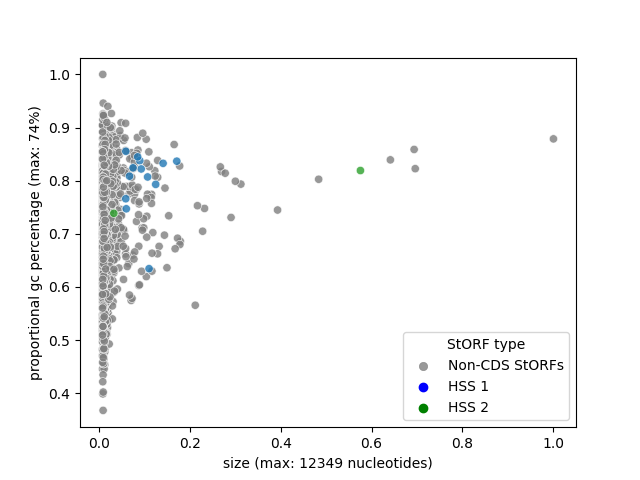 1.0
0.9
0.8
0.7
0.6
0.5
0.4
proportional gc percentage (max: 74%)
StORF type
Non-CDS StORFs
HSS 1
HSS 2
0.0 0.2 0.4 0.6 0.8 1.0
size (max: 12349 nucleotides)